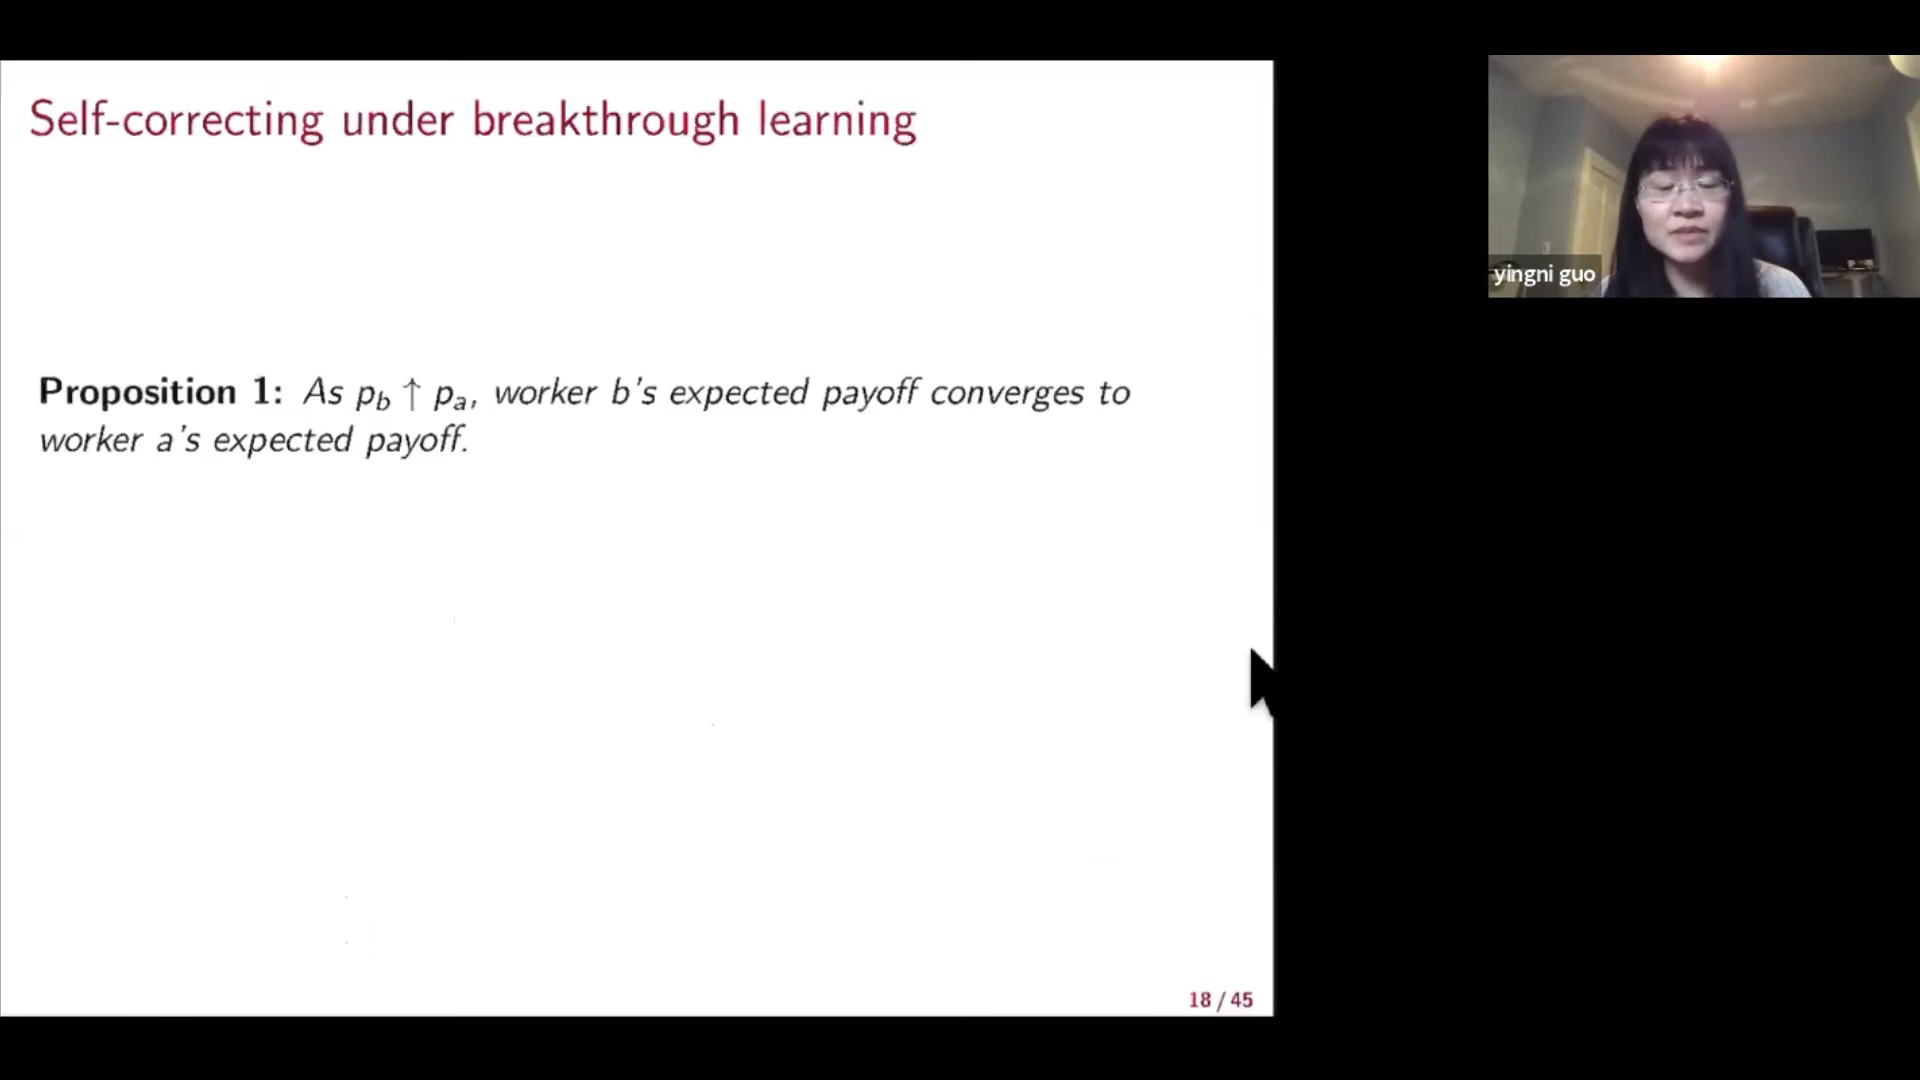 Self-correcting under breakthrough learning
yingni guo
Proposition 1: As p_b ↑ p_a, worker b's expected payoff converges to
worker a's expected payoff.
18 / 45